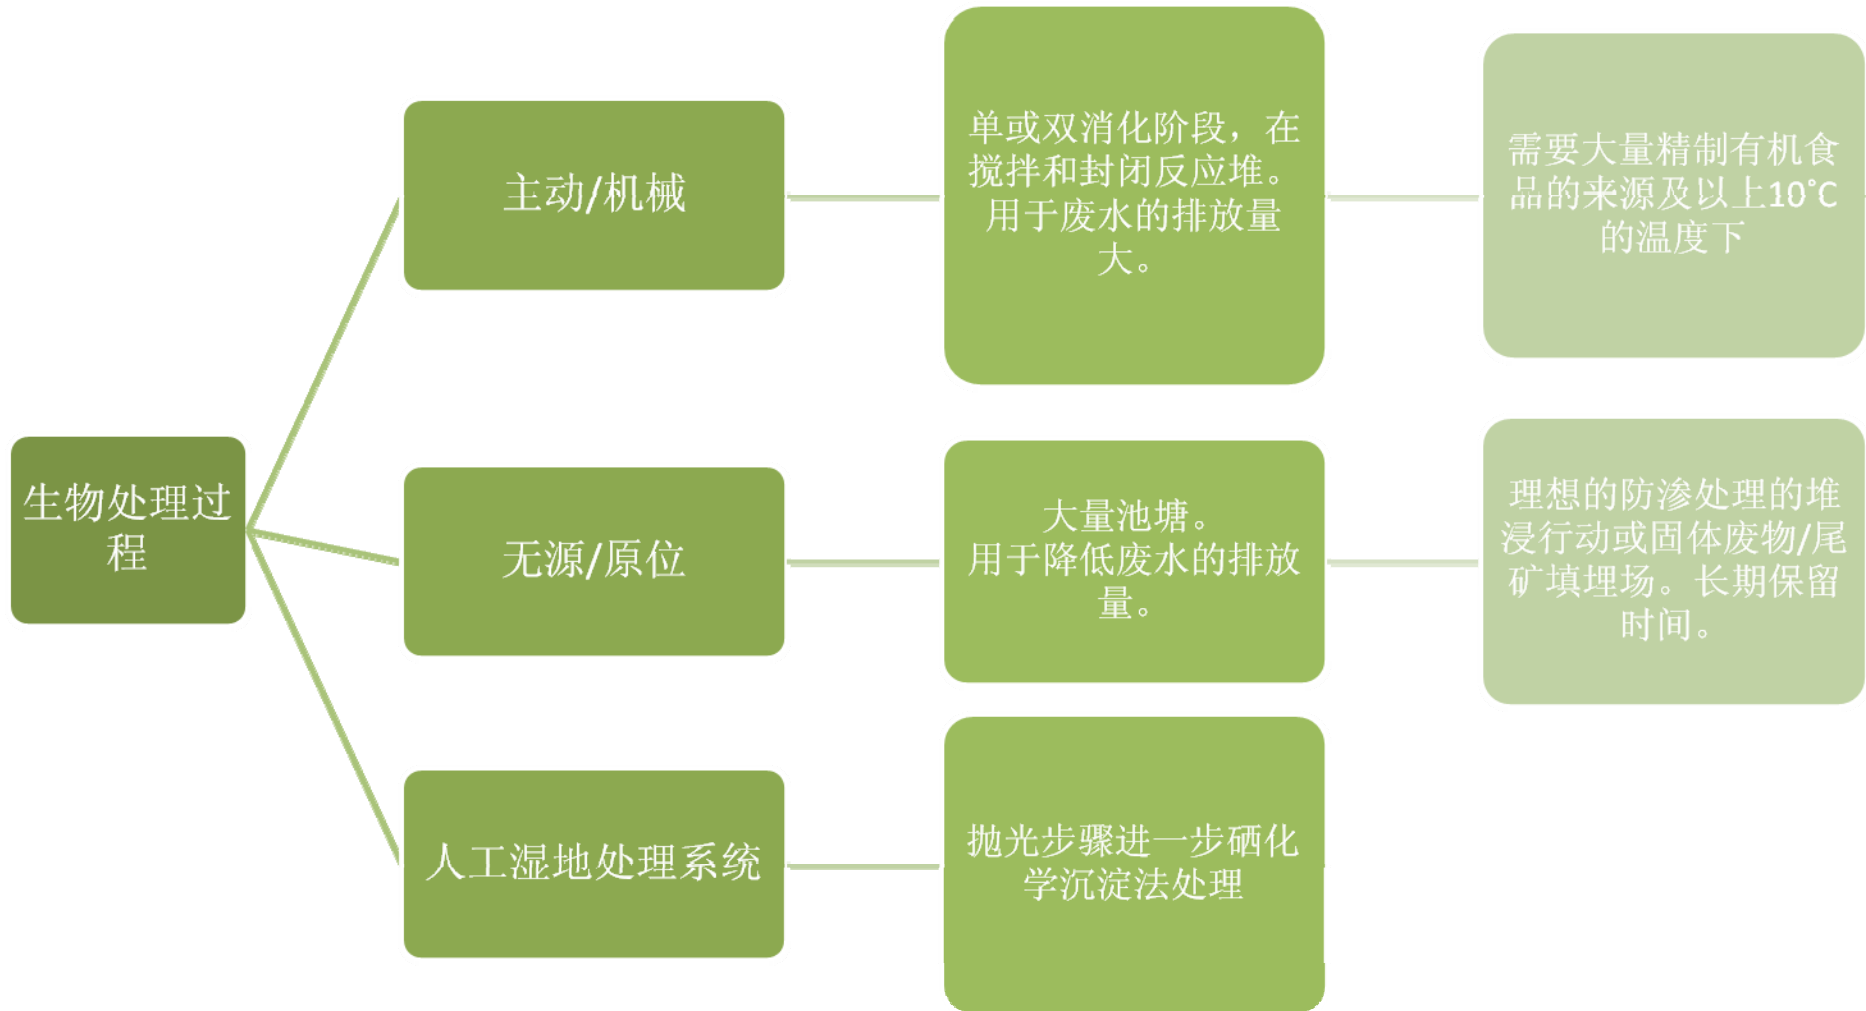 生物处理过
程
主动/机械
单或双消化阶段，在
搅拌和封闭反应堆。
用于废水的排放量
大。
需要大量精制有机食
品的来源及以上10°C
的温度下
无源/原位
大量池塘。
用于降低废水的排放
量。
理想的防渗处理的堆
浸行动或固体废物/尾
矿填埋场。长期保留
时间。
人工湿地处理系统
抛光步骤进一步硒化
学沉淀法处理